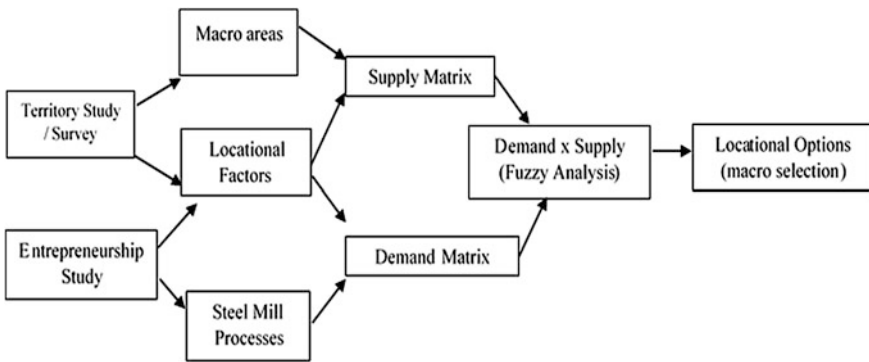 Macro areas
Supply Matrix
Territory Study
/ Survey
Locational
Factors
Demand x Supply
(Fuzzy Analysis)
Locational Options
(macro selection)
Entrepreneurship
Study
Demand Matrix
Steel Mill
Processes